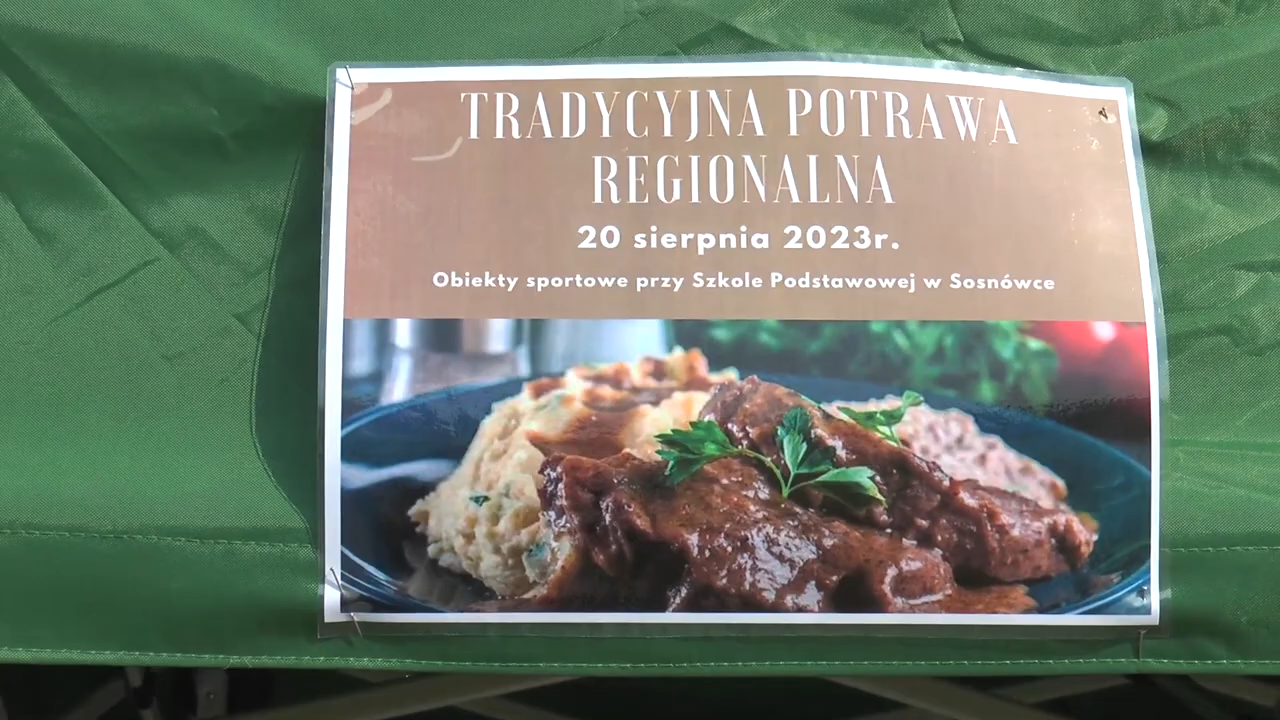 TRADYCYJNA POTRAWA
REGIONALNA
20 sierpnia 2023r.
Obiekty sportowe przy Szkole Podstawowej w Sosnówce